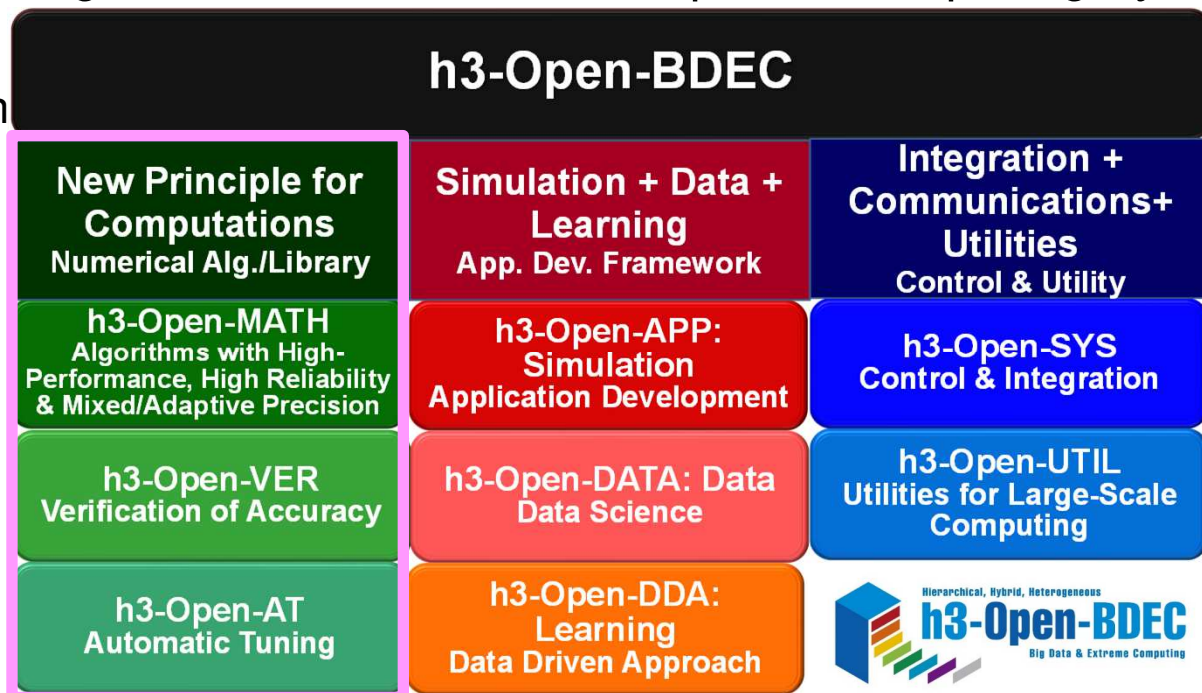 h3-Open-BDEC
New Principle for
Computations
Numerical Alg./Library
Simulation + Data +
Learning
App. Dev. Framework
Integration +
Communications+
Utilities
Control & Utility
h3-Open-MATH
Algorithms with High-
Performance, High Reliability
& Mixed/Adaptive Precision
h3-Open-APP:
Simulation
Application Development
h3-Open-SYS
Control & Integration
h3-Open-VER
Verification of Accuracy
h3-Open-DATA: Data
Data Science
h3-Open-UTIL
Utilities for Large-Scale
Computing
h3-Open-AT
Automatic Tuning
h3-Open-DDA:
Learning
Data Driven Approach
Hierarchical, Hybrid, Heterogeneous
h3-Open-BDEC
Big Data & Extreme Computing